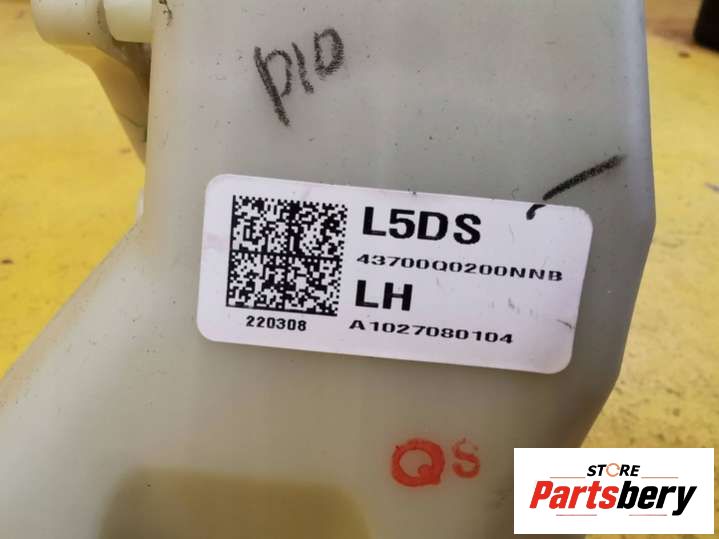 P10
L5DS
43700Q0200NNB
LH
220308
A1027080104
QS
STORE
Partsbery